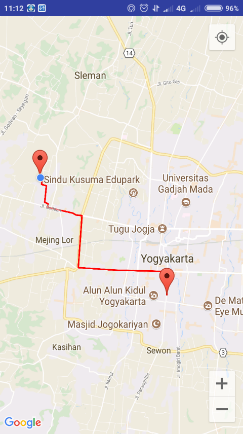 11:12
4G
96%
Sleman
14
Sindu Kusuma Edupark
Universitas
Gadjah Mada
Tugu Jogja
Mejing Lor
Yogyakarta
Alun Alun Kidul
Yogyakarta
De Mat
Eye Mu
Masjid Jogokariyan
Kasihan
Sewon
3
+
−
Google